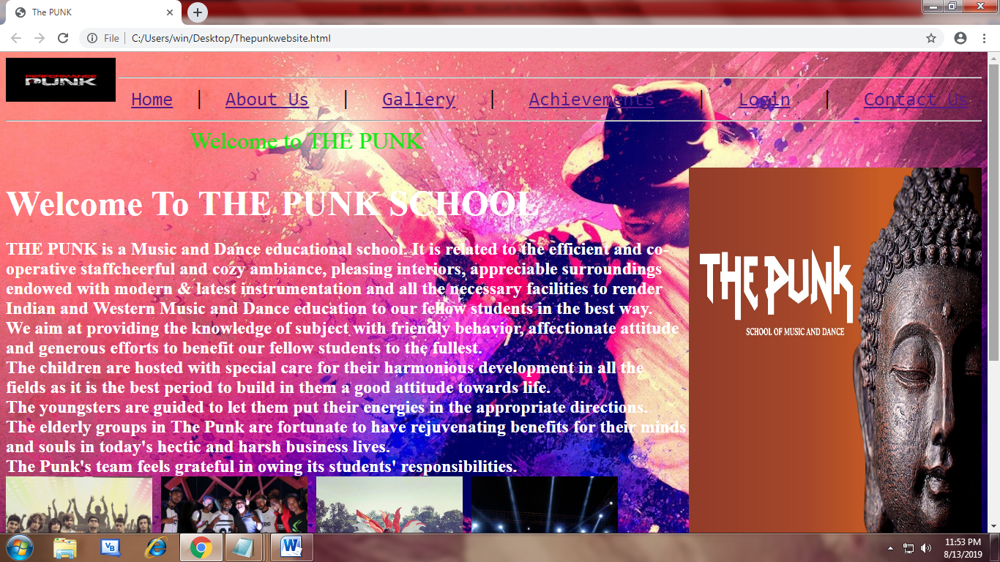 The PUNK
File
C:/Users/win/Desktop/Thepunkwebsite.html
PERFORMANCE
PUNK
Home | About Us | Gallery | Achievements | Login | Contact Us
Welcome to THE PUNK
Welcome To THE PUNK SCHOOL
THE PUNK is a Music and Dance educational school. It is related to the efficient and co-
operative staffcheerful and cozy ambiance, pleasing interiors, appreciable surroundings
endowed with modern & latest instrumentation and all the necessary facilities to render
Indian and Western Music and Dance education to our fellow students in the best way.
We aim at providing the knowledge of subject with friendly behavior, affectionate attitude
and generous efforts to benefit our fellow students to the fullest.
The children are hosted with special care for their harmonious development in all the
fields as it is the best period to build in them a good attitude towards life.
The youngsters are guided to let them put their energies in the appropriate directions.
The elderly groups in The Punk are fortunate to have rejuvenating benefits for their minds
and souls in today's hectic and harsh business lives.
The Punk's team feels grateful in owing its students' responsibilities.
THE PUNK
SCHOOL OF MUSIC AND DANCE
VB
W
11:53 PM
8/13/2019